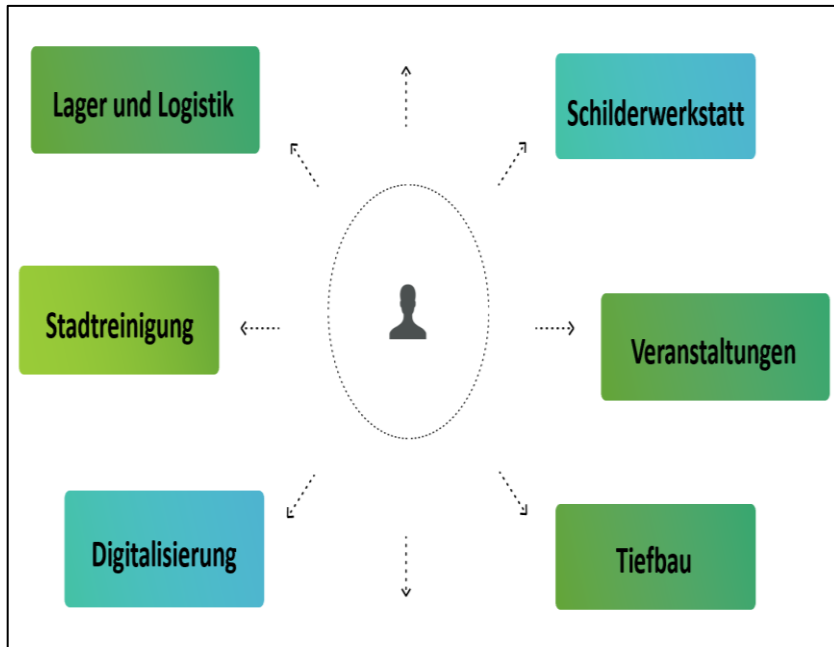 Lager und Logistik
Schilderwerkstatt
Stadtreinigung
Veranstaltungen
Digitalisierung
Tiefbau